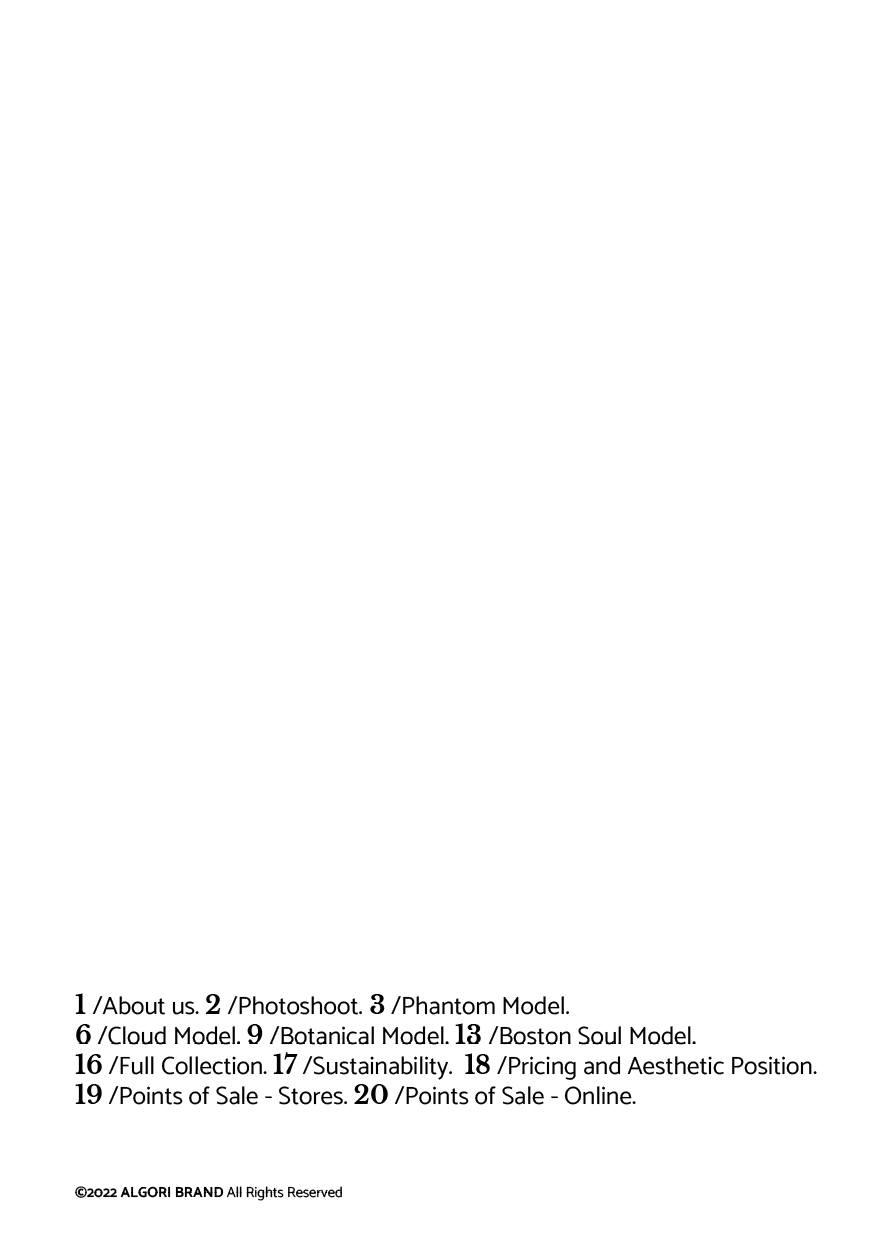 1 /About us. 2 /Photoshoot. 3 /Phantom Model.
6 /Cloud Model. 9 /Botanical Model. 13 /Boston Soul Model.
16 /Full Collection. 17 /Sustainability. 18 /Pricing and Aesthetic Position.
19 /Points of Sale - Stores. 20 /Points of Sale - Online.
©2022 ALGORI BRAND All Rights Reserved